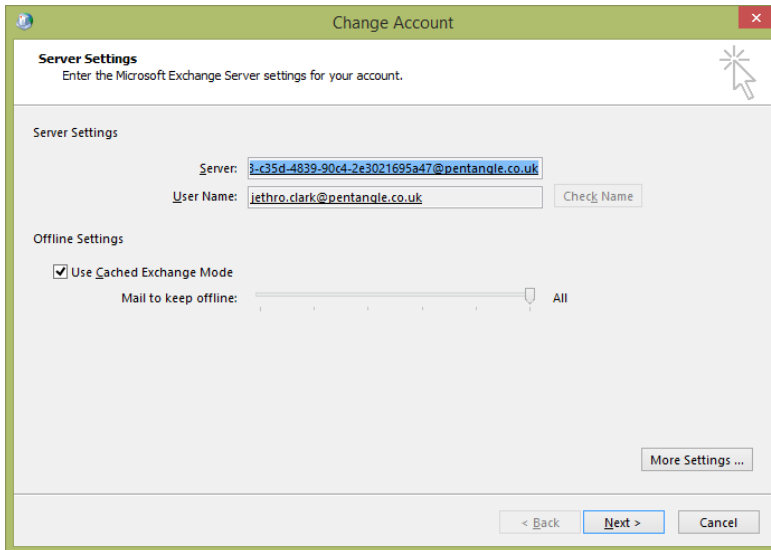 Change Account
Server Settings
Enter the Microsoft Exchange Server settings for your account.
Server Settings
Server: 3-c35d-4839-90c4-2e3021695a47@pentangle.co.uk
User Name: jethro.clark@pentangle.co.uk Check Name
Offline Settings
Use Cached Exchange Mode
Mail to keep offline: All
More Settings ...
< Back Next > Cancel